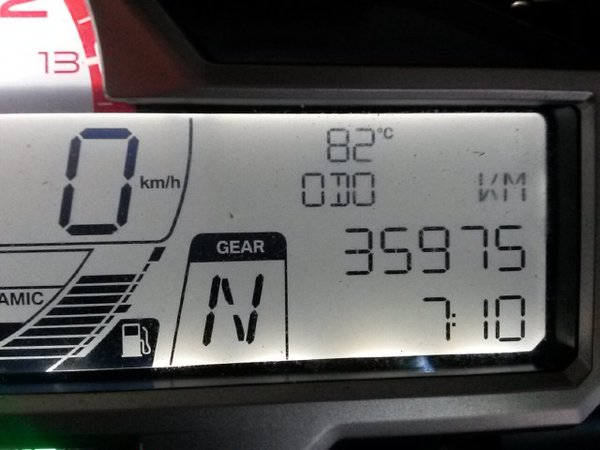 13
82°C
0 km/h
ODO KM
GEAR
35975
AMIC
N
7:10